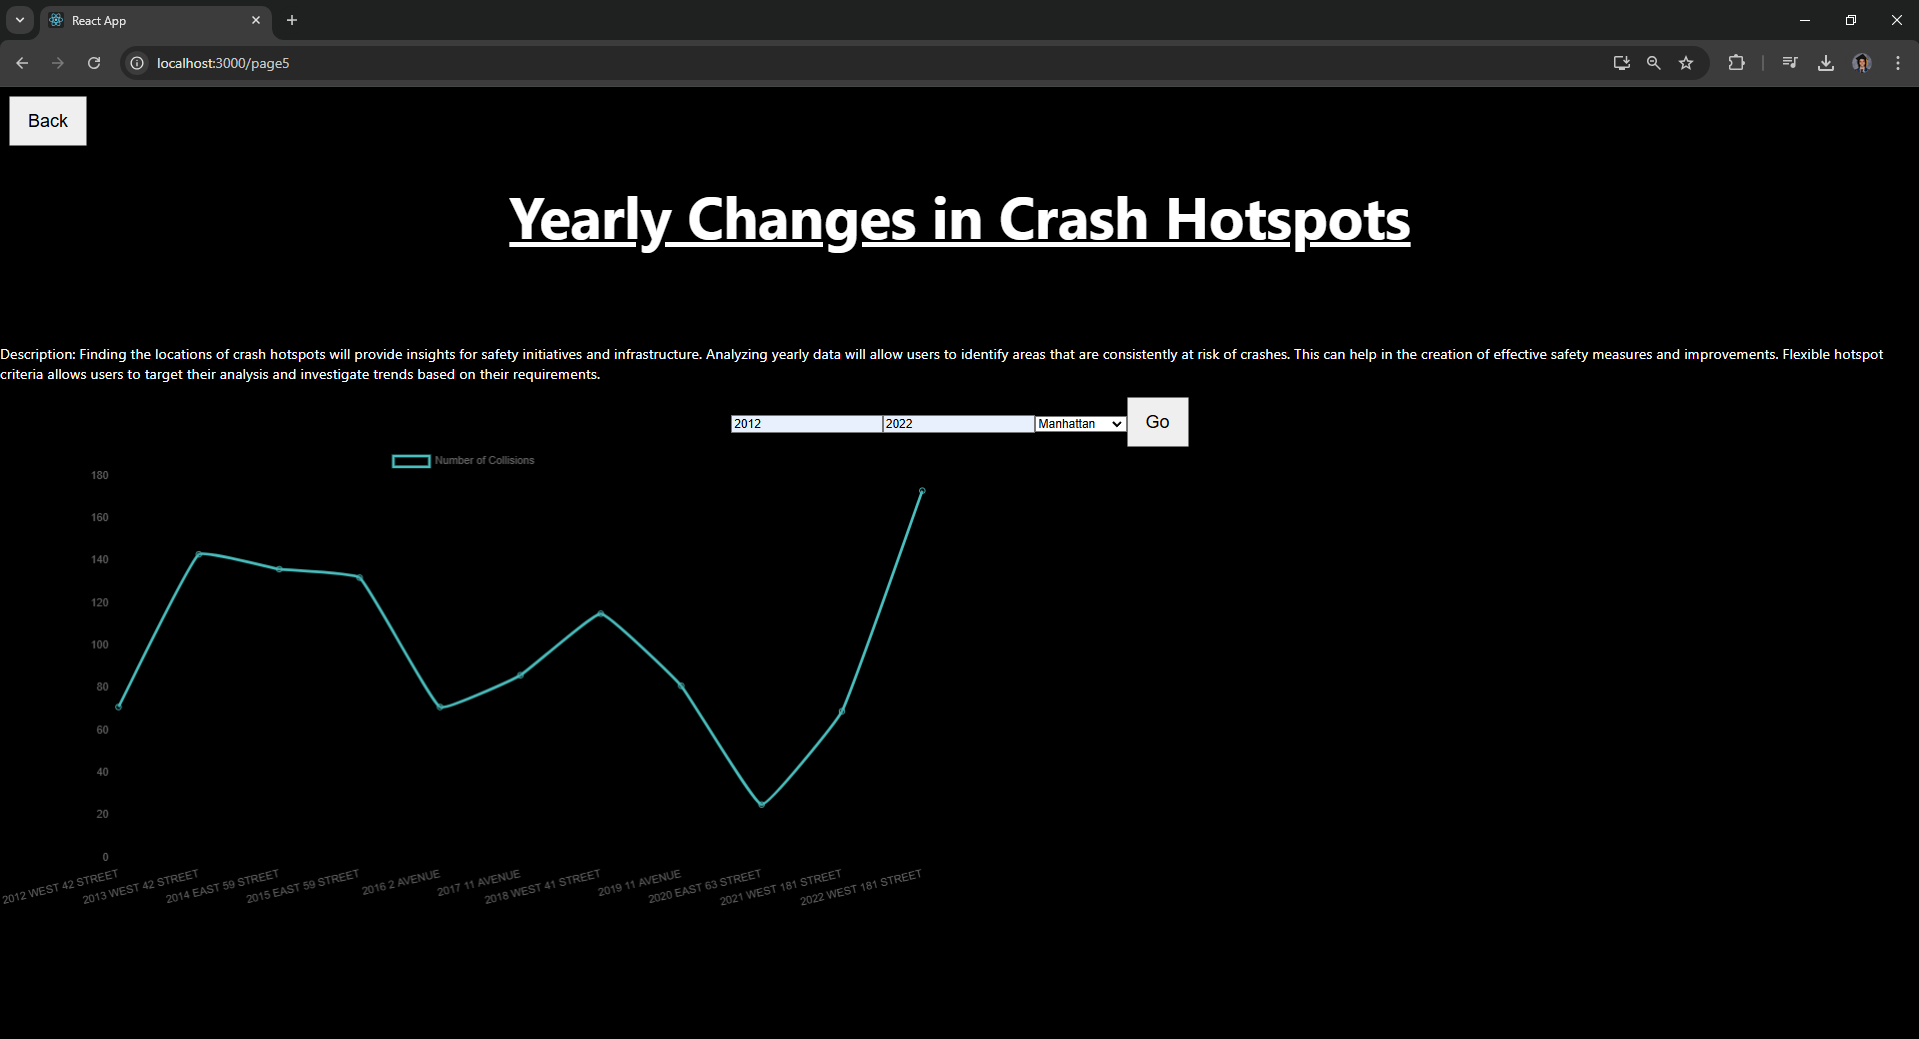 React App
localhost:3000/page5
Back
Yearly Changes in Crash Hotspots
Description: Finding the locations of crash hotspots will provide insights for safety initiatives and infrastructure. Analyzing yearly data will allow users to identify areas that are consistently at risk of crashes. This can help in the creation of effective safety measures and improvements. Flexible hotspot
criteria allows users to target their analysis and investigate trends based on their requirements.
2012 2022 Manhattan Go
Number of Collisions
180
160
140
120
100
80
60
40
20
0
2012 WEST 42 STREET
2013 WEST 42 STREET
2014 EAST 59 STREET
2015 EAST 59 STREET
2016 2 AVENUE
2017 11 AVENUE
2018 WEST 41 STREET
2019 11 AVENUE
2020 EAST 63 STREET
2021 WEST 181 STREET
2022 WEST 181 STREET